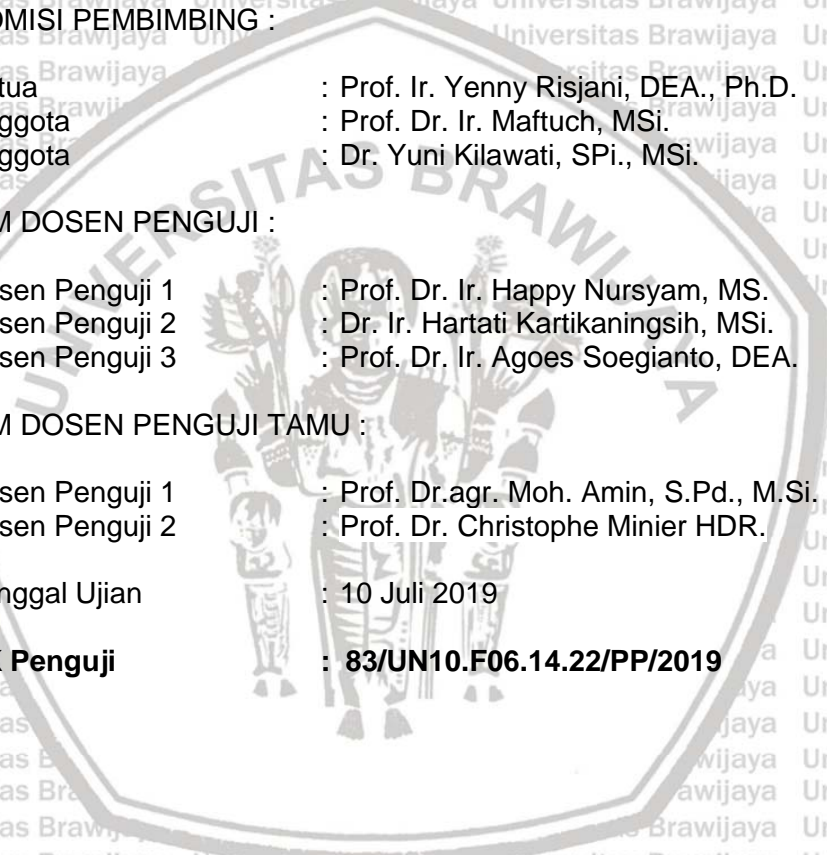 OMISI PEMBIMBING :
tua : Prof. Ir. Yenny Risjani, DEA., Ph.D.
ggota : Prof. Dr. Ir. Maftuch, MSi.
ggota : Dr. Yuni Kilawati, SPi., MSi.
UNIVERSITAS BRAWIJAYA
M DOSEN PENGUJI :
sen Penguji 1 : Prof. Dr. Ir. Happy Nursyam, MS.
sen Penguji 2 : Dr. Ir. Hartati Kartikaningsih, MSi.
sen Penguji 3 : Prof. Dr. Ir. Agoes Soegianto, DEA.
M DOSEN PENGUJI TAMU :
sen Penguji 1 : Prof. Dr.agr. Moh. Amin, S.Pd., M.Si.
sen Penguji 2 : Prof. Dr. Christophe Minier HDR.
nggal Ujian : 10 Juli 2019
K Penguji : 83/UN10.F06.14.22/PP/2019